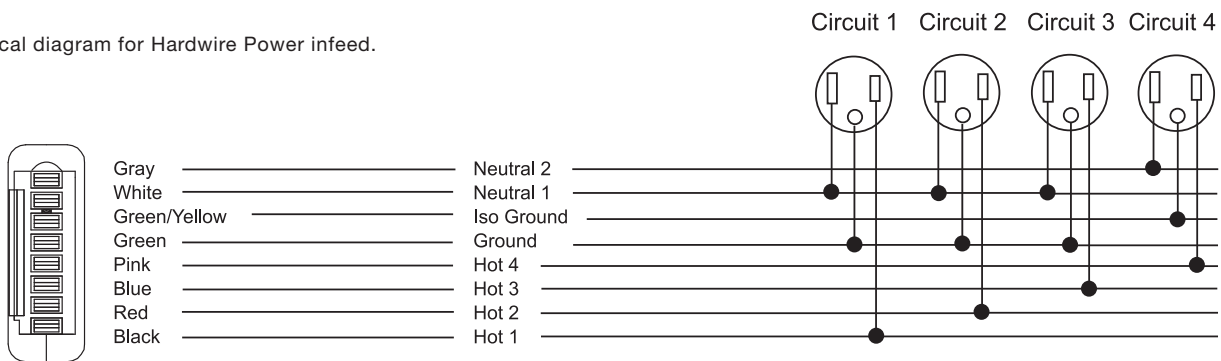 Circuit 1 Circuit 2 Circuit 3 Circuit 4
cal diagram for Hardwire Power infeed.
Gray Neutral 2
White Neutral 1
Green/Yellow Iso Ground
Green Ground
Pink Hot 4
Blue Hot 3
Red Hot 2
Black Hot 1